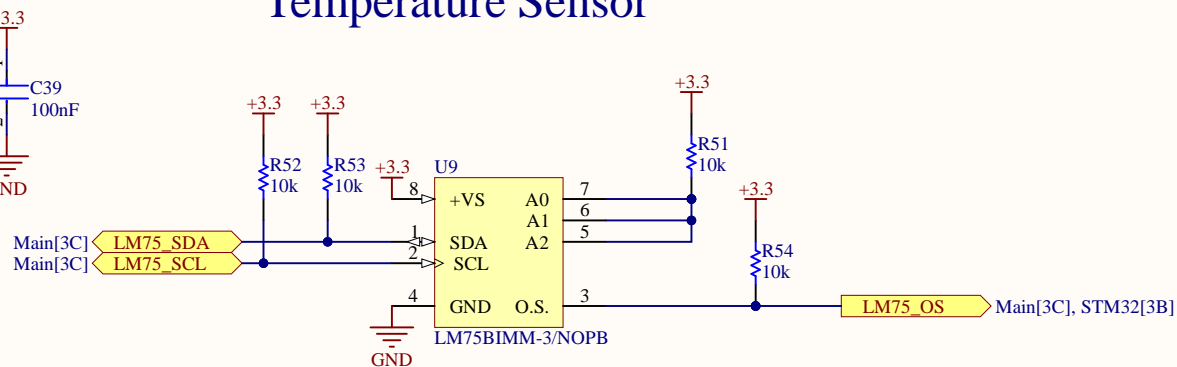 Temperature Sensor
3.3
C39
100nF
ND
+3.3
+3.3
R52
10k
R53
10k
+3.3
U9
+3.3
R51
10k
8
+VS
A0
7
A1
6
1
SDA
A2
5
2
SCL
4
GND
O.S.
3
LM75BIMM-3/NOPB
GND
Main[3C]
LM75_SDA
Main[3C]
LM75_SCL
+3.3
R54
10k
LM75_OS
Main[3C], STM32[3B]